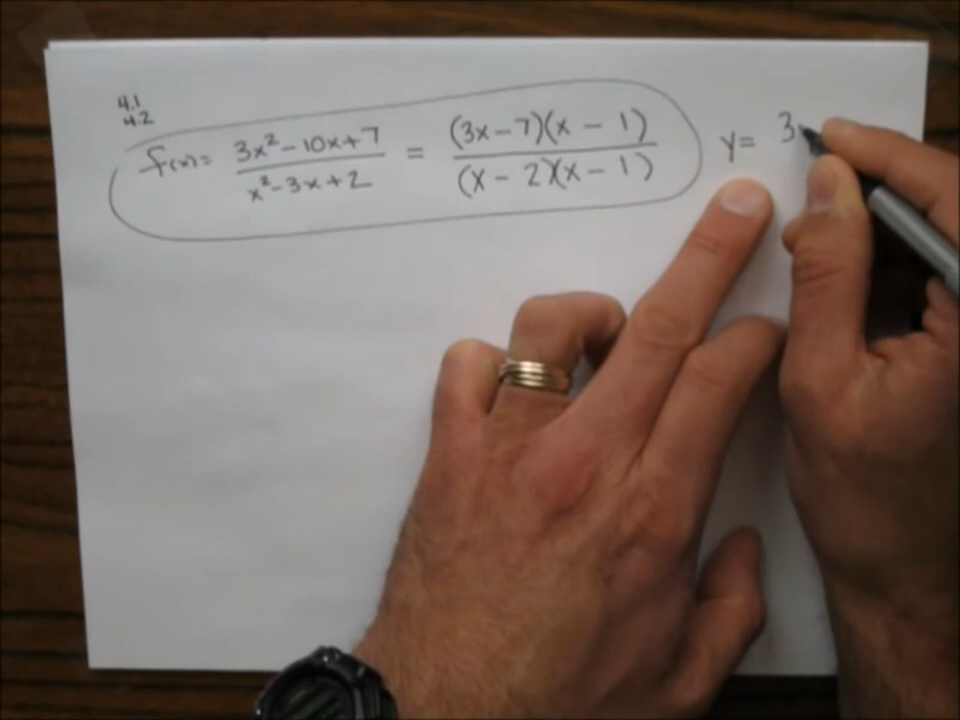 4.1
4.2
f(x) = 3x² - 10x + 7 / x² - 3x + 2 = (3x - 7)(x - 1) / (x - 2)(x - 1) y = 3